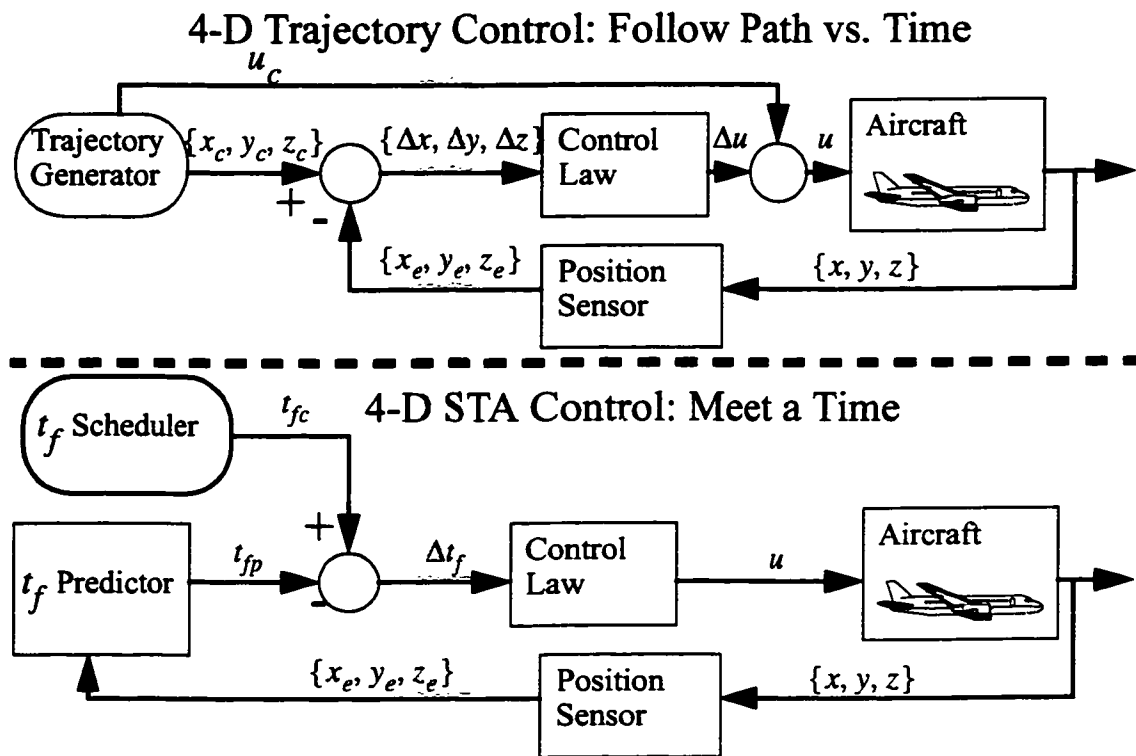 4-D Trajectory Control: Follow Path vs. Time
u_c
Trajectory
Generator
{x_c, y_c, z_c}
+
-
{Δx, Δy, Δz}
Control
Law
Δu
u
Aircraft
{x_e, y_e, z_e}
Position
Sensor
{x, y, z}
4-D STA Control: Meet a Time
t_f Scheduler
t_fc
+
t_f Predictor
t_fp
-
Δt_f
Control
Law
u
Aircraft
{x_e, y_e, z_e}
Position
Sensor
{x, y, z}